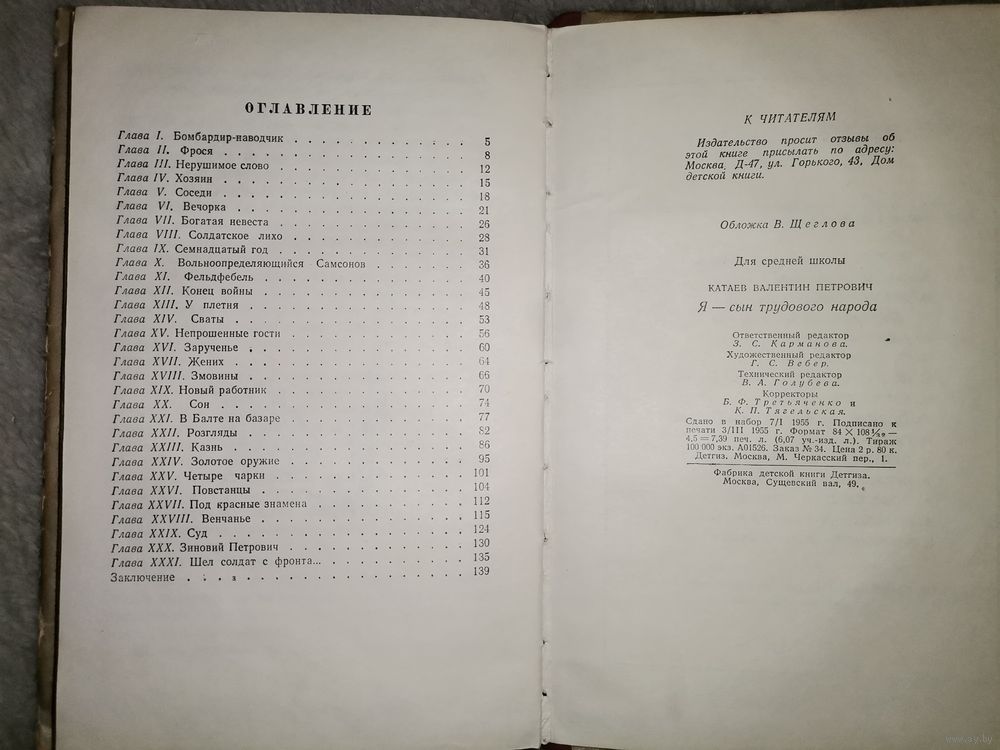 ОГЛАВЛЕНИЕ
Глава I. Бомбардир-наводчик . . . . . . . . . . . . 5
Глава II. Фрося . . . . . . . . . . . . . . . . 8
Глава III. Нерушимое слово . . . . . . . . . . . . 12
Глава IV. Хозяин . . . . . . . . . . . . . . . . 15
Глава V. Соседи . . . . . . . . . . . . . . . . 18
Глава VI. Вечорка . . . . . . . . . . . . . . . 21
Глава VII. Богатая невеста . . . . . . . . . . . . 26
Глава VIII. Солдатское лихо . . . . . . . . . . . . 28
Глава IX. Семнадцатый год . . . . . . . . . . . . 31
Глава X. Вольноопределяющийся Самсонов . . . . . . . 36
Глава XI. Фельдфебель . . . . . . . . . . . . . . 40
Глава XII. Конец войны . . . . . . . . . . . . . 45
Глава XIII. У плетня . . . . . . . . . . . . . . 48
Глава XIV. Сваты . . . . . . . . . . . . . . . 53
Глава XV. Непрошенные гости . . . . . . . . . . . . 56
Глава XVI. Зарученье . . . . . . . . . . . . . . 60
Глава XVII. Жених . . . . . . . . . . . . . . . 64
Глава XVIII. Змовины . . . . . . . . . . . . . . 66
Глава XIX. Новый работник . . . . . . . . . . . . 70
Глава XX. Сон . . . . . . . . . . . . . . . . 74
Глава XXI. В Балте на базаре . . . . . . . . . . . . 77
Глава XXII. Розгляды . . . . . . . . . . . . . . 82
Глава XXIII. Казнь . . . . . . . . . . . . . . . 86
Глава XXIV. Золотое оружие . . . . . . . . . . . . 95
Глава XXV. Четыре чарки . . . . . . . . . . . . . 101
Глава XXVI. Повстанцы . . . . . . . . . . . . . . 104
Глава XXVII. Под красные знамена . . . . . . . . . . 112
Глава XXVIII. Венчанье . . . . . . . . . . . . . . 115
Глава XXIX. Суд . . . . . . . . . . . . . . . . 124
Глава XXX. Зиновий Петрович . . . . . . . . . . . . 130
Глава XXXI. Шел солдат с фронта... . . . . . . . . . . 135
Заключение . . . . . . . . . . . . . . . . . 139
К ЧИТАТЕЛЯМ
Издательство просит отзывы об
этой книге присылать по адресу:
Москва, Д-47, ул. Горького, 43, Дом
детской книги.
Обложка В. Щеглова
Для средней школы
КАТАЕВ ВАЛЕНТИН ПЕТРОВИЧ
Я — сын трудового народа
Ответственный редактор
З. С. Карманова.
Художественный редактор
Г. С. Вебер.
Технический редактор
В. А. Голубева.
Корректоры
Б. Ф. Третьяченко и
К. П. Тягельская.
Сдано в набор 7/I 1955 г. Подписано к
печати 3/III 1955 г. Формат 84 × 108 1/32 —
4,5 = 7,39 печ. л. (6,07 уч.-изд. л.). Тираж
100 000 экз. А01526. Заказ № 34. Цена 2 р. 80 к.
Детгиз. Москва, М. Черкасский пер., 1.
Фабрика детской книги Детгиза.
Москва, Сущевский вал, 49.
www.ay.by